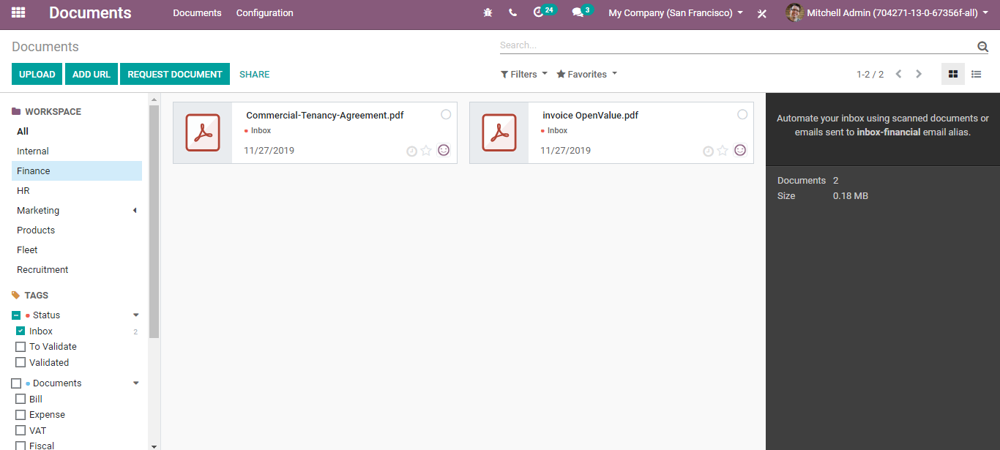 Documents Documents Configuration 24 3 My Company (San Francisco) Mitchell Admin (704271-13-0-67356f-all)
Documents
Search...
UPLOAD ADD URL REQUEST DOCUMENT SHARE
Filters Favorites 1-2 / 2
WORKSPACE
All
Internal
Finance
HR
Marketing
Products
Fleet
Recruitment
TAGS
Status
Inbox 2
To Validate
Validated
Documents
Bill
Expense
VAT
Fiscal
Commercial-Tenancy-Agreement.pdf
Inbox
11/27/2019
invoice OpenValue.pdf
Inbox
11/27/2019
Automate your inbox using scanned documents or
emails sent to inbox-financial email alias.
Documents 2
Size 0.18 MB